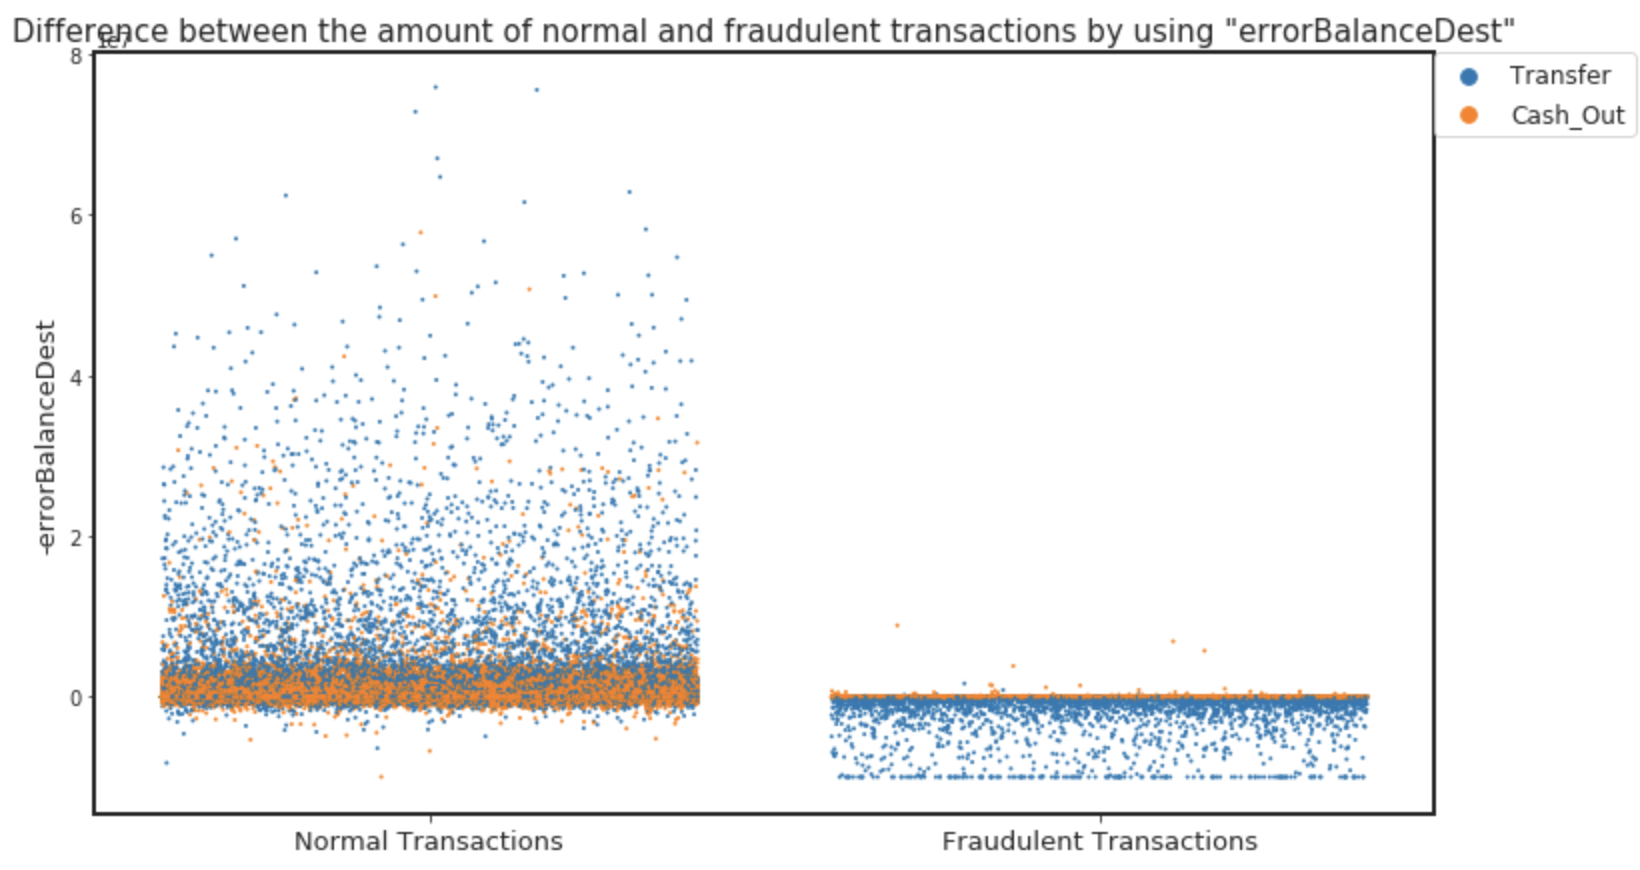 Difference between the amount of normal and fraudulent transactions by using "errorBalanceDest"
1e7
8
6
4
2
0
-errorBalanceDest
Transfer
Cash_Out
Normal Transactions
Fraudulent Transactions